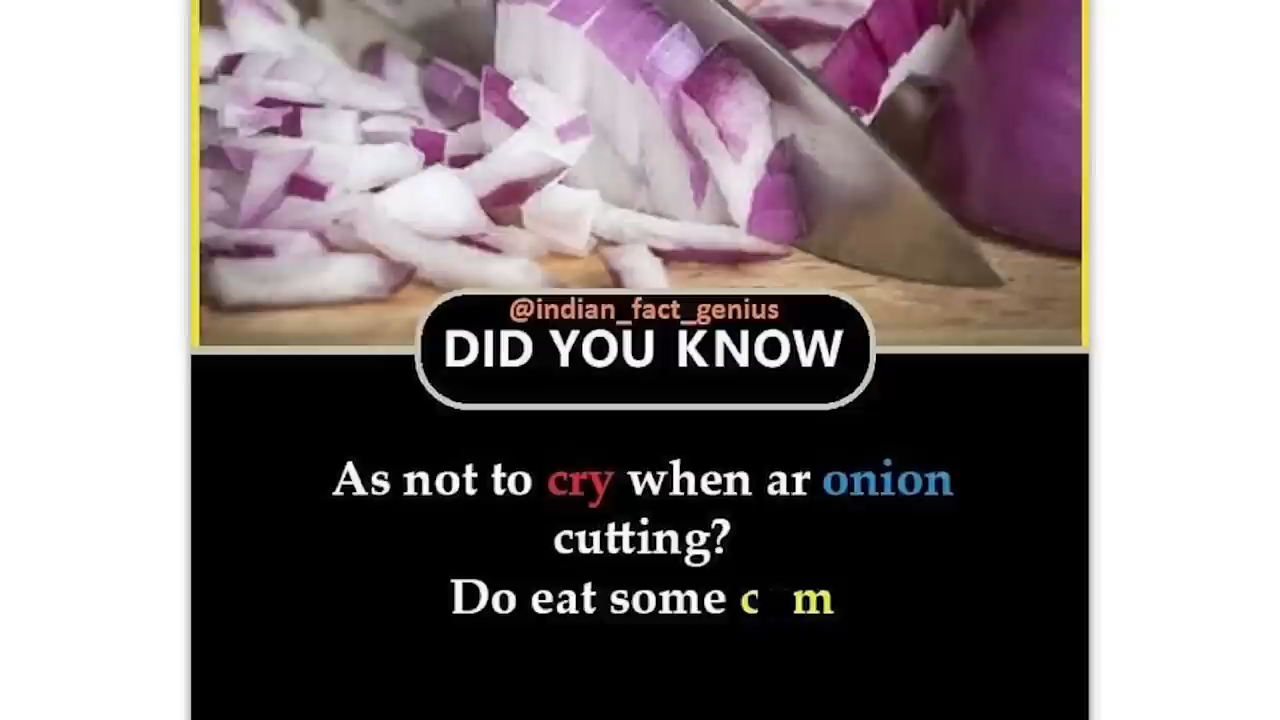 @indian_fact_genius
DID YOU KNOW
As not to cry when ar onion
cutting?
Do eat some